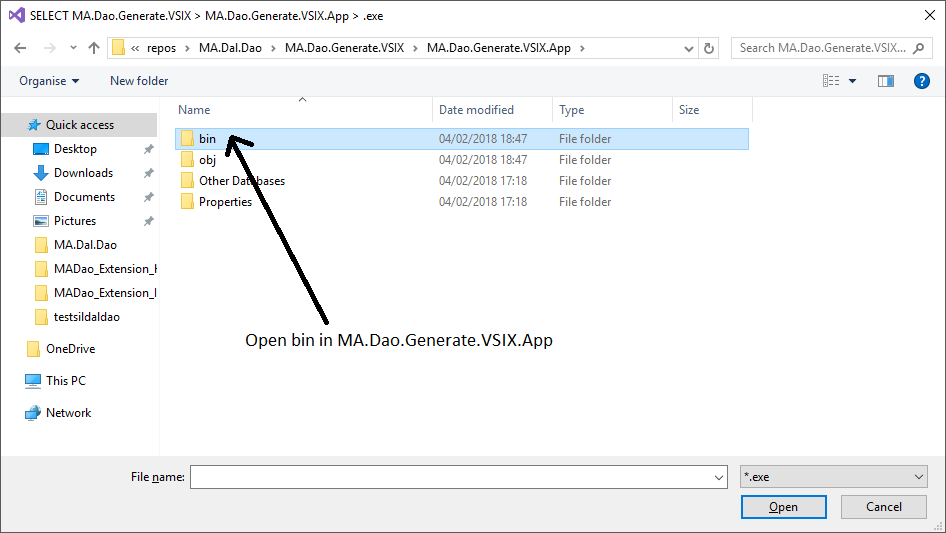 SELECT MA.Dao.Generate.VSIX > MA.Dao.Generate.VSIX.App > .exe
« repos > MA.Dal.Dao > MA.Dao.Generate.VSIX > MA.Dao.Generate.VSIX.App >
Search MA.Dao.Generate.VSIX...
Organise
New folder
Name
Date modified
Type
Size
Quick access
Desktop
Downloads
Documents
Pictures
MA.Dal.Dao
MADao_Extension_
MADao_Extension_
testsildaldao
OneDrive
This PC
Network
bin 04/02/2018 18:47 File folder
obj 04/02/2018 18:47 File folder
Other Databases 04/02/2018 17:18 File folder
Properties 04/02/2018 17:18 File folder
Open bin in MA.Dao.Generate.VSIX.App
File name:
*.exe
Open
Cancel